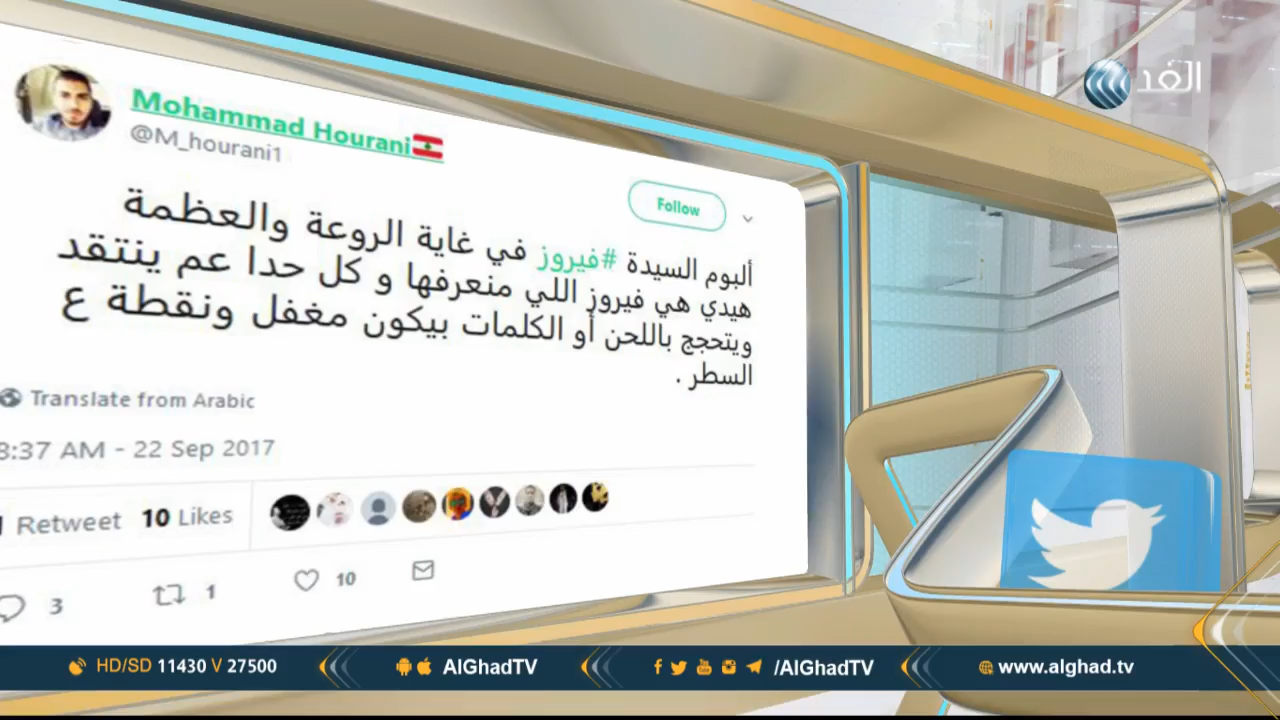 الغد
Mohammad Hourani
@M_hourani1
Follow
ألبوم السيدة #فيروز في غاية الروعة والعظمة
هيدي هي فيروز اللي منعرفها و كل حدا عم ينتقد
ويتحجج باللحن أو الكلمات بيكون مغفل ونقطة ع
السطر .
Translate from Arabic
8:37 AM - 22 Sep 2017
1 Retweet 10 Likes
3 1 10
HD/SD 11430 V 27500 AlGhadTV /AlGhadTV www.alghad.tv